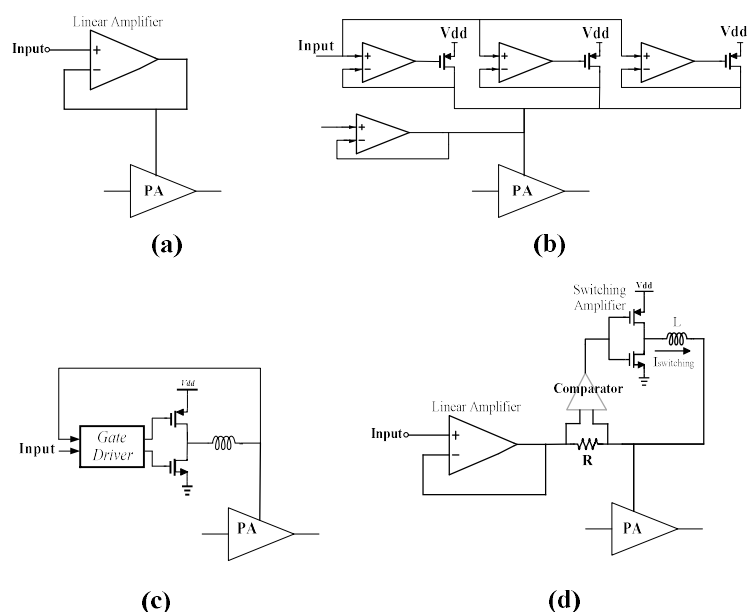 Linear Amplifier
Input
+
−
PA
(a)
Input
Vdd
Vdd
Vdd
+
−
+
−
+
−
+
−
PA
(b)
Vdd
Gate
Driver
Input
PA
(c)
Switching
Amplifier
Vdd
L
Iswitching
Comparator
Linear Amplifier
Input
+
−
R
PA
(d)